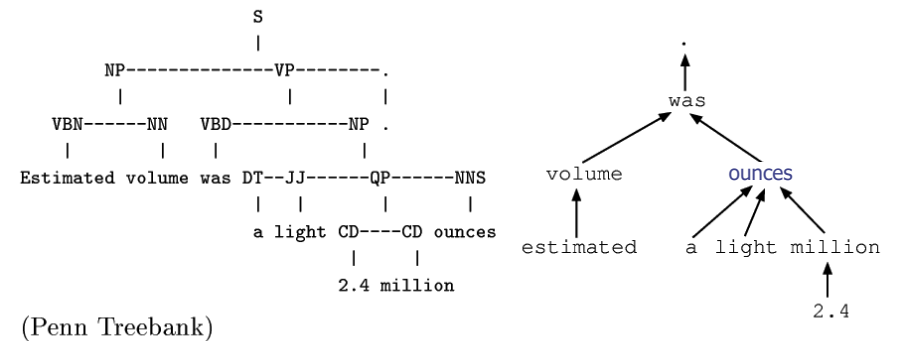 S
|
NP--------------VP--------.
| | |
VBN------NN VBD-----------NP .
| | | |
Estimated volume was DT--JJ------QP------NNS
| | | |
a light CD----CD ounces
| |
2.4 million
(Penn Treebank)
.
was
volume ounces
estimated a light million
2.4